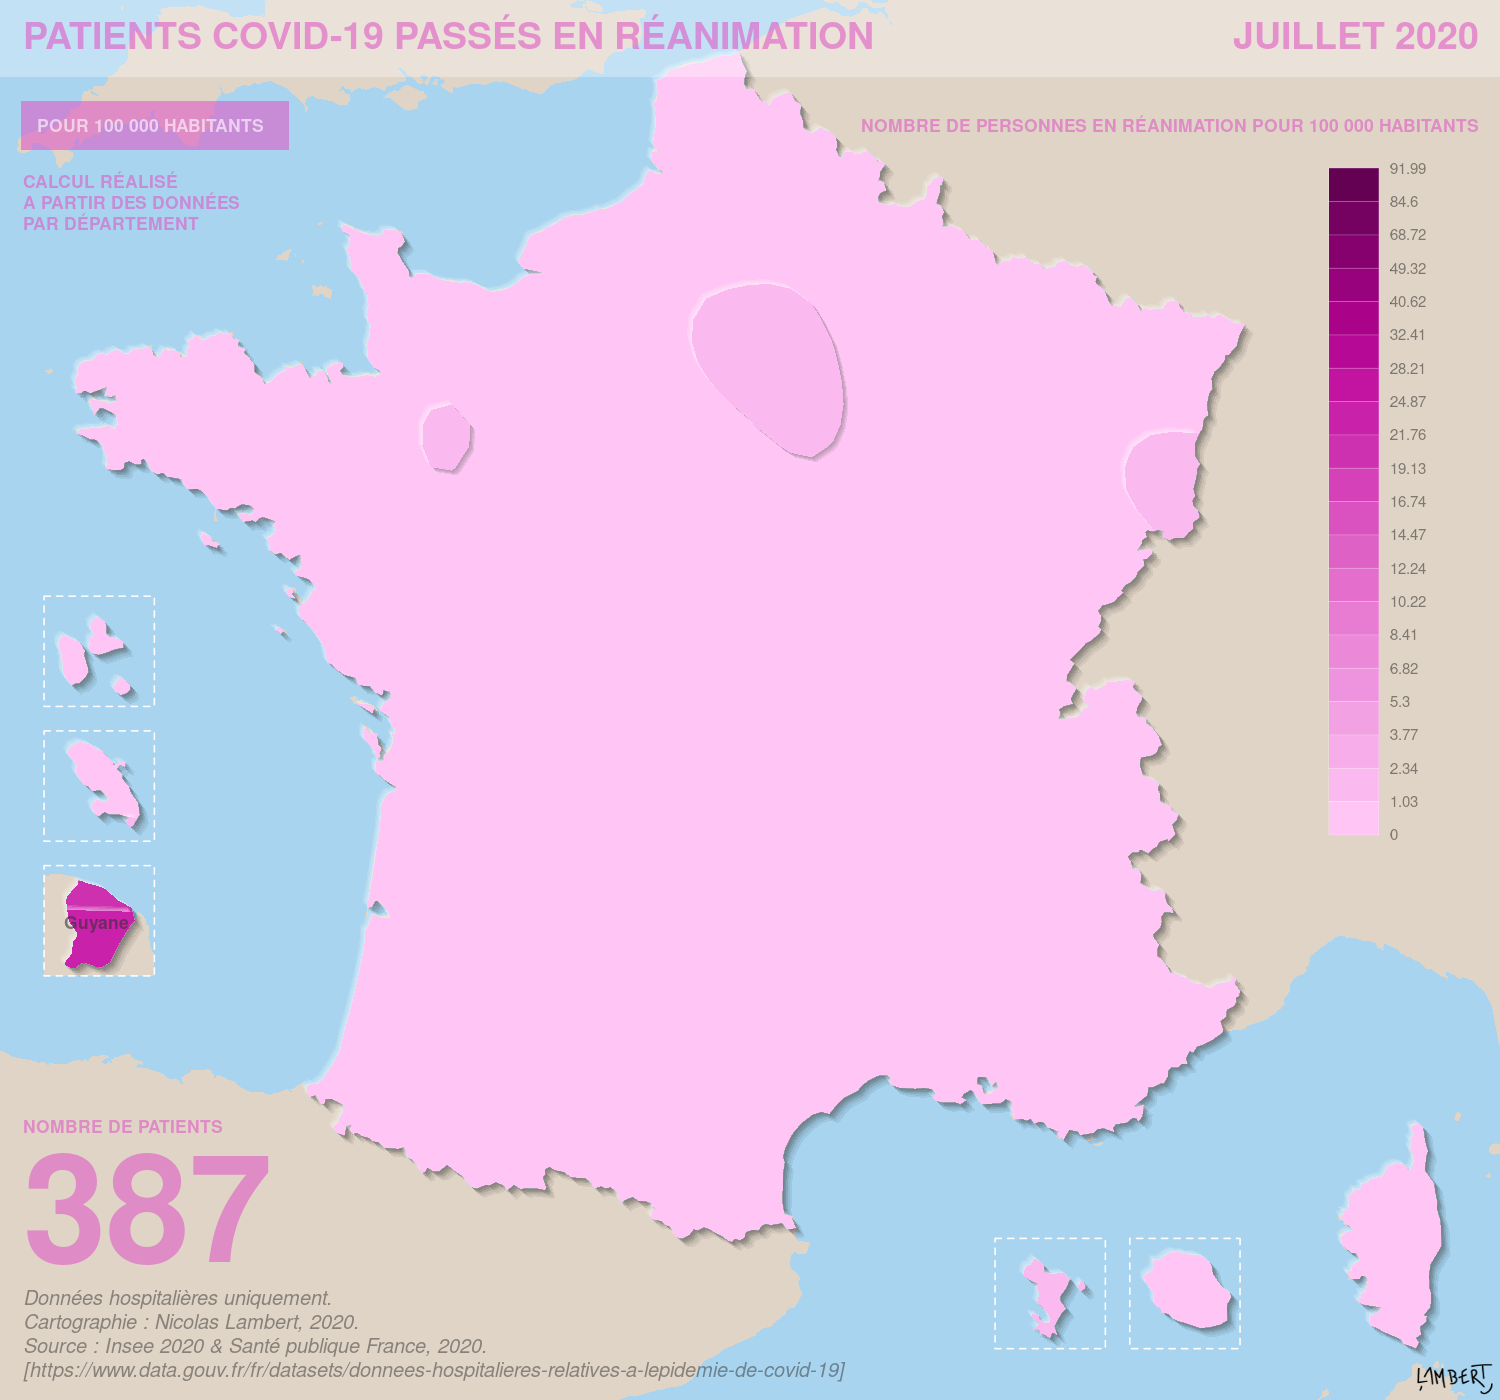 PATIENTS COVID-19 PASSÉS EN RÉANIMATION
JUILLET 2020
POUR 100 000 HABITANTS
CALCUL RÉALISÉ
A PARTIR DES DONNÉES
PAR DÉPARTEMENT
NOMBRE DE PERSONNES EN RÉANIMATION POUR 100 000 HABITANTS
91.99
84.6
68.72
49.32
40.62
32.41
28.21
24.87
21.76
19.13
16.74
14.47
12.24
10.22
8.41
6.82
5.3
3.77
2.34
1.03
0
Guyane
NOMBRE DE PATIENTS
387
Données hospitalières uniquement.
Cartographie : Nicolas Lambert, 2020.
Source : Insee 2020 & Santé publique France, 2020.
[https://www.data.gouv.fr/fr/datasets/donnees-hospitalieres-relatives-a-lepidemie-de-covid-19]
LAMBERT